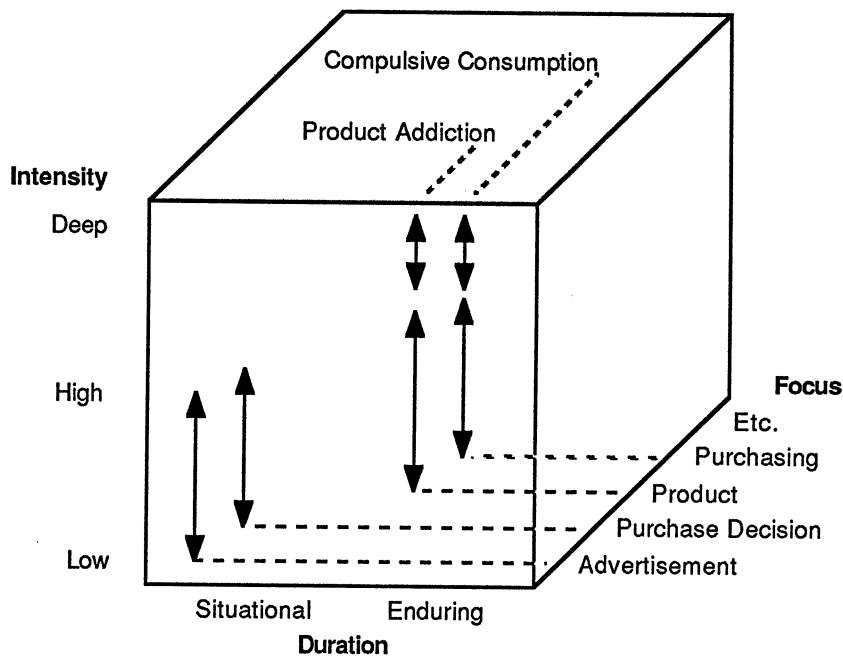 Compulsive Consumption
Product Addiction
Intensity
Deep
High
Focus
Etc.
Purchasing
Product
Purchase Decision
Low
Advertisement
Situational
Enduring
Duration